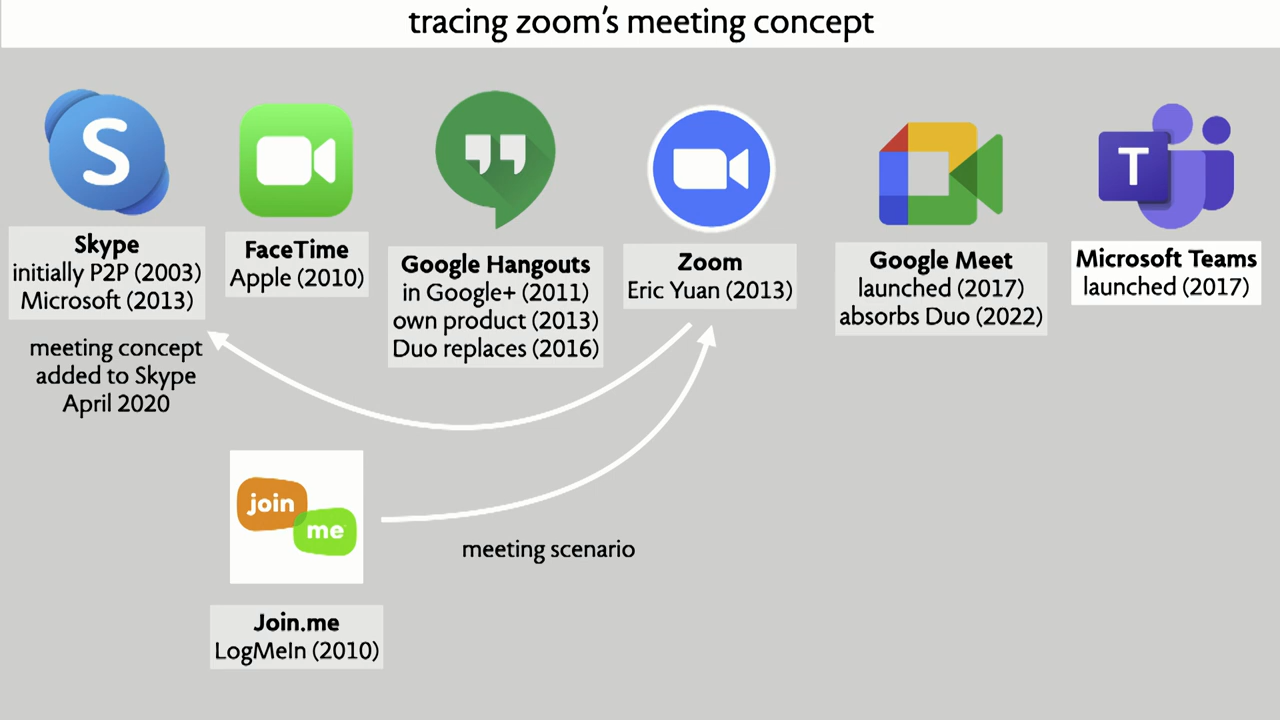 tracing zoom's meeting concept
S
T
Skype
initially P2P (2003)
Microsoft (2013)
FaceTime
Apple (2010)
Google Hangouts
in Google+ (2011)
own product (2013)
Duo replaces (2016)
Zoom
Eric Yuan (2013)
Google Meet
launched (2017)
absorbs Duo (2022)
Microsoft Teams
launched (2017)
meeting concept
added to Skype
April 2020
join
me
meeting scenario
Join.me
LogMeIn (2010)